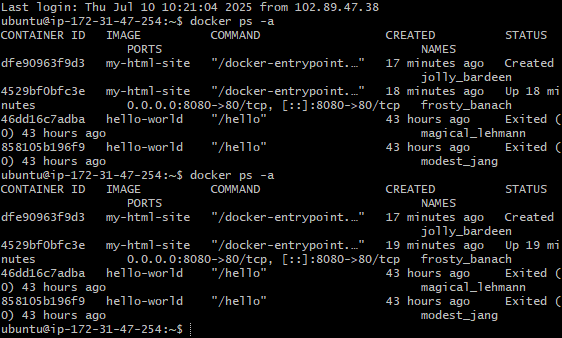 Last login: Thu Jul 10 10:21:04 2025 from 102.89.47.38
ubuntu@ip-172-31-47-254:~$ docker ps -a
CONTAINER ID   IMAGE          COMMAND                  CREATED          STATUS
                   PORTS                                         NAMES
dfe90963f9d3   my-html-site   "/docker-entrypoint.…"   17 minutes ago   Created
                                                                 jolly_bardeen
4529bf0bfc3e   my-html-site   "/docker-entrypoint.…"   18 minutes ago   Up 18 mi
nutes              0.0.0.0:8080->80/tcp, [::]:8080->80/tcp   frosty_banach
46dd16c7adba   hello-world    "/hello"                 43 hours ago     Exited (
0) 43 hours ago                                                  magical_lehmann
858105b196f9   hello-world    "/hello"                 43 hours ago     Exited (
0) 43 hours ago                                                  modest_jang
ubuntu@ip-172-31-47-254:~$ docker ps -a
CONTAINER ID   IMAGE          COMMAND                  CREATED          STATUS
                   PORTS                                         NAMES
dfe90963f9d3   my-html-site   "/docker-entrypoint.…"   17 minutes ago   Created
                                                                 jolly_bardeen
4529bf0bfc3e   my-html-site   "/docker-entrypoint.…"   19 minutes ago   Up 19 mi
nutes              0.0.0.0:8080->80/tcp, [::]:8080->80/tcp   frosty_banach
46dd16c7adba   hello-world    "/hello"                 43 hours ago     Exited (
0) 43 hours ago                                                  magical_lehmann
858105b196f9   hello-world    "/hello"                 43 hours ago     Exited (
0) 43 hours ago                                                  modest_jang
ubuntu@ip-172-31-47-254:~$